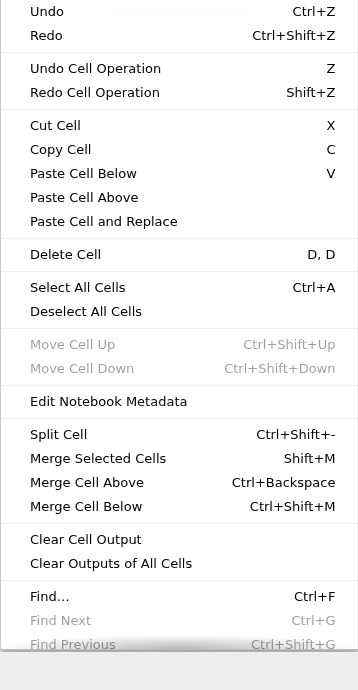 Undo Ctrl+Z
Redo Ctrl+Shift+Z
Undo Cell Operation Z
Redo Cell Operation Shift+Z
Cut Cell X
Copy Cell C
Paste Cell Below V
Paste Cell Above
Paste Cell and Replace
Delete Cell D, D
Select All Cells Ctrl+A
Deselect All Cells
Move Cell Up Ctrl+Shift+Up
Move Cell Down Ctrl+Shift+Down
Edit Notebook Metadata
Split Cell Ctrl+Shift+-
Merge Selected Cells Shift+M
Merge Cell Above Ctrl+Backspace
Merge Cell Below Ctrl+Shift+M
Clear Cell Output
Clear Outputs of All Cells
Find… Ctrl+F
Find Next Ctrl+G
Find Previous Ctrl+Shift+G